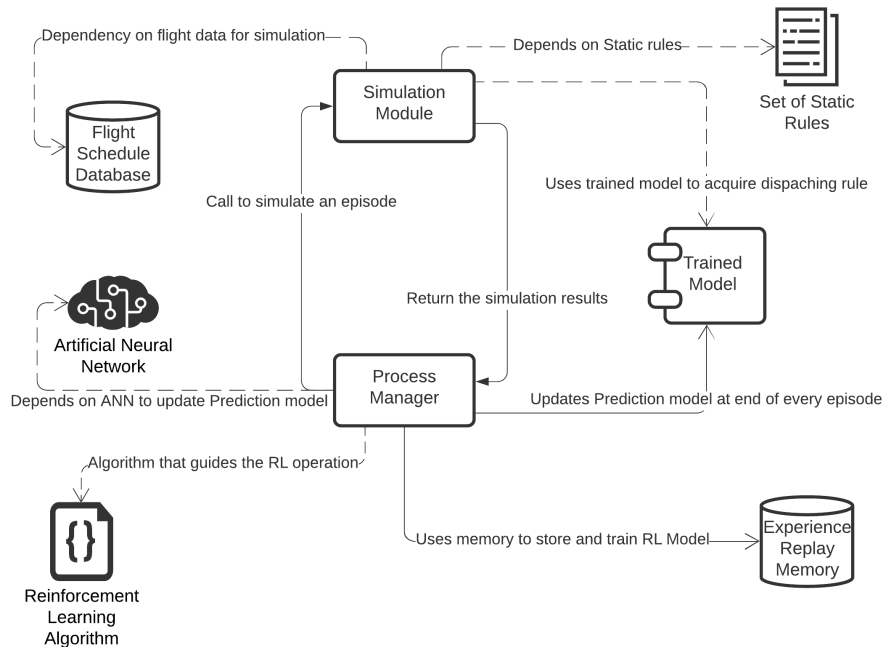 Dependency on flight data for simulation
Depends on Static rules
Simulation
Module
Set of Static
Rules
Flight
Schedule
Database
Uses trained model to acquire dispaching rule
Call to simulate an episode
Trained
Model
Return the simulation results
Artificial Neural
Network
Process
Manager
Depends on ANN to update Prediction model
Updates Prediction model at end of every episode
Algorithm that guides the RL operation
Uses memory to store and train RL Model
Experience
Replay
Memory
{}
Reinforcement
Learning
Algorithm